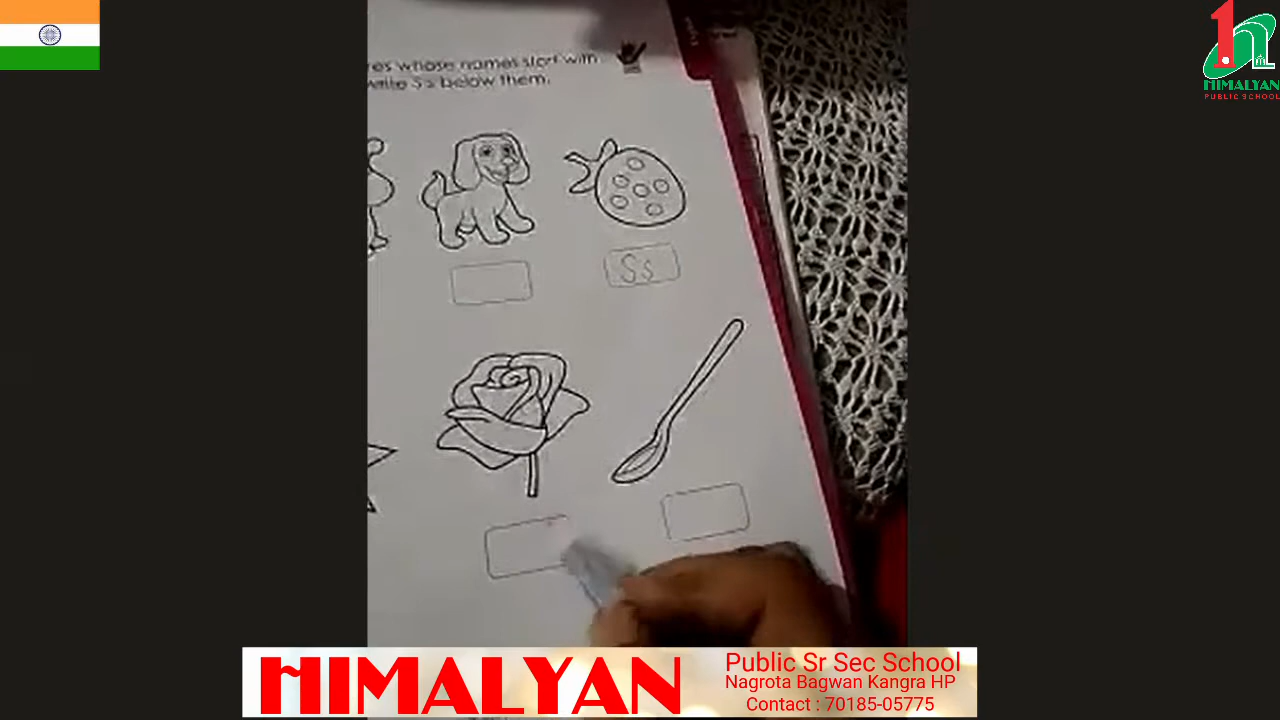 HIMALYAN
PUBLIC SCHOOL
whose names start with
write Ss below them.
Ss
HIMALYAN
Public Sr Sec School
Nagrota Bagwan Kangra HP
Contact : 70185-05775